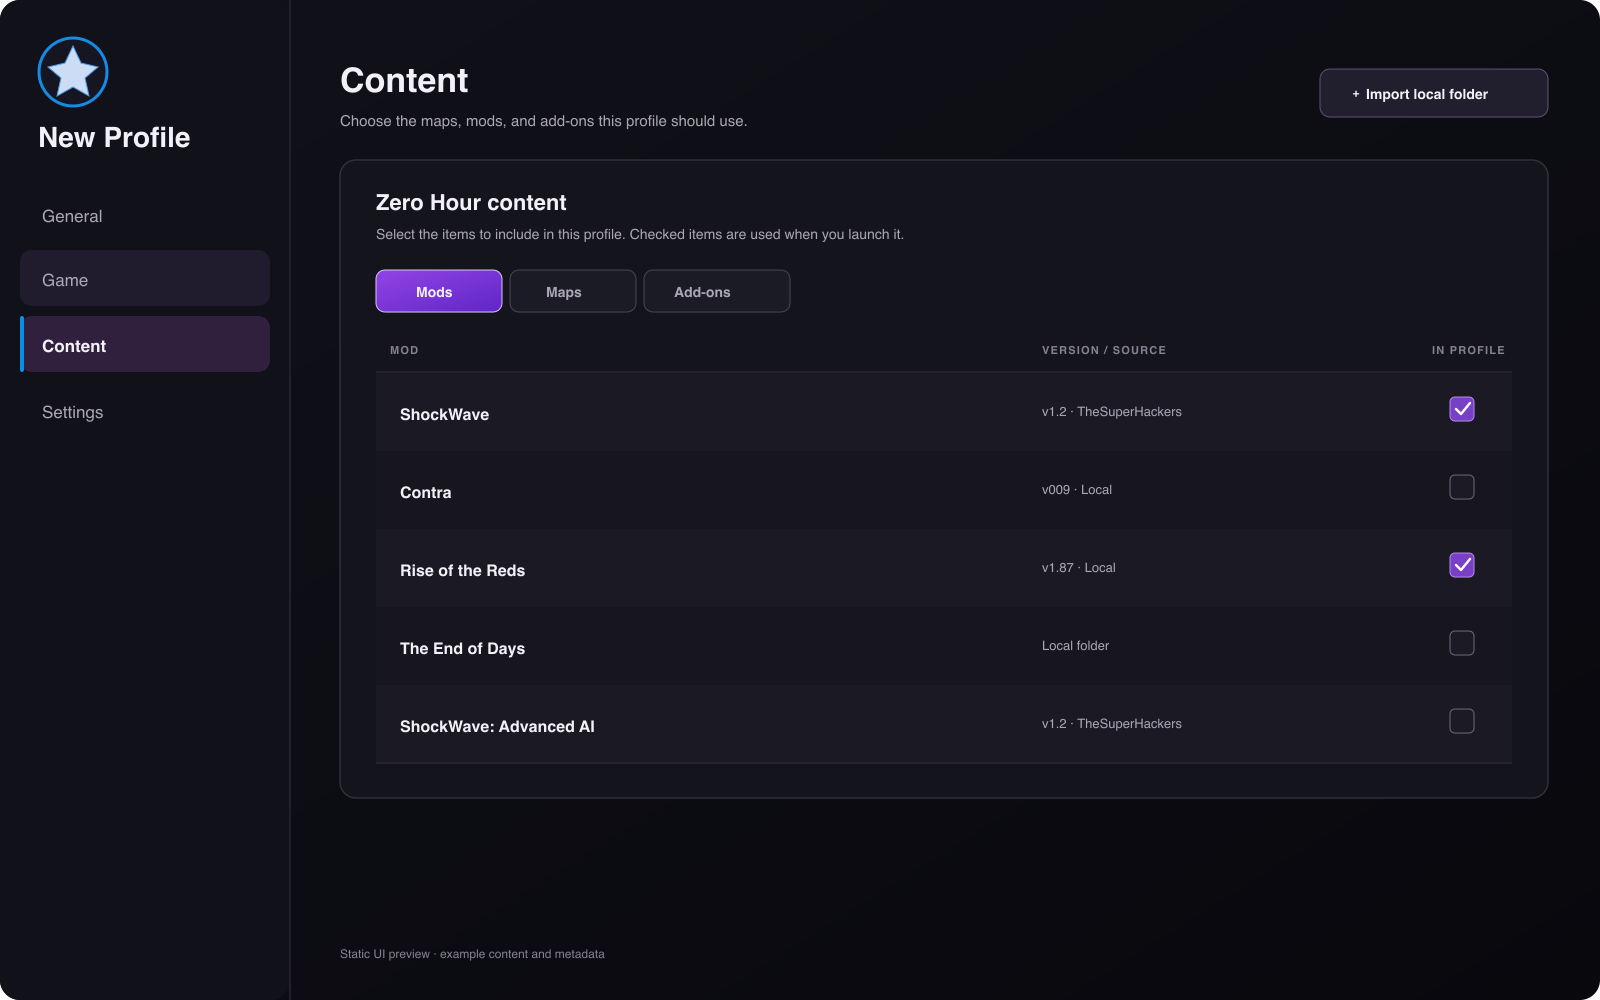 New Profile
General
Game
Content
Settings
Content
Choose the maps, mods, and add-ons this profile should use.
+ Import local folder
Zero Hour content
Select the items to include in this profile. Checked items are used when you launch it.
Mods Maps Add-ons
MOD VERSION / SOURCE IN PROFILE
ShockWave v1.2 · TheSuperHackers
Contra v009 · Local
Rise of the Reds v1.87 · Local
The End of Days Local folder
ShockWave: Advanced AI v1.2 · TheSuperHackers
Static UI preview · example content and metadata